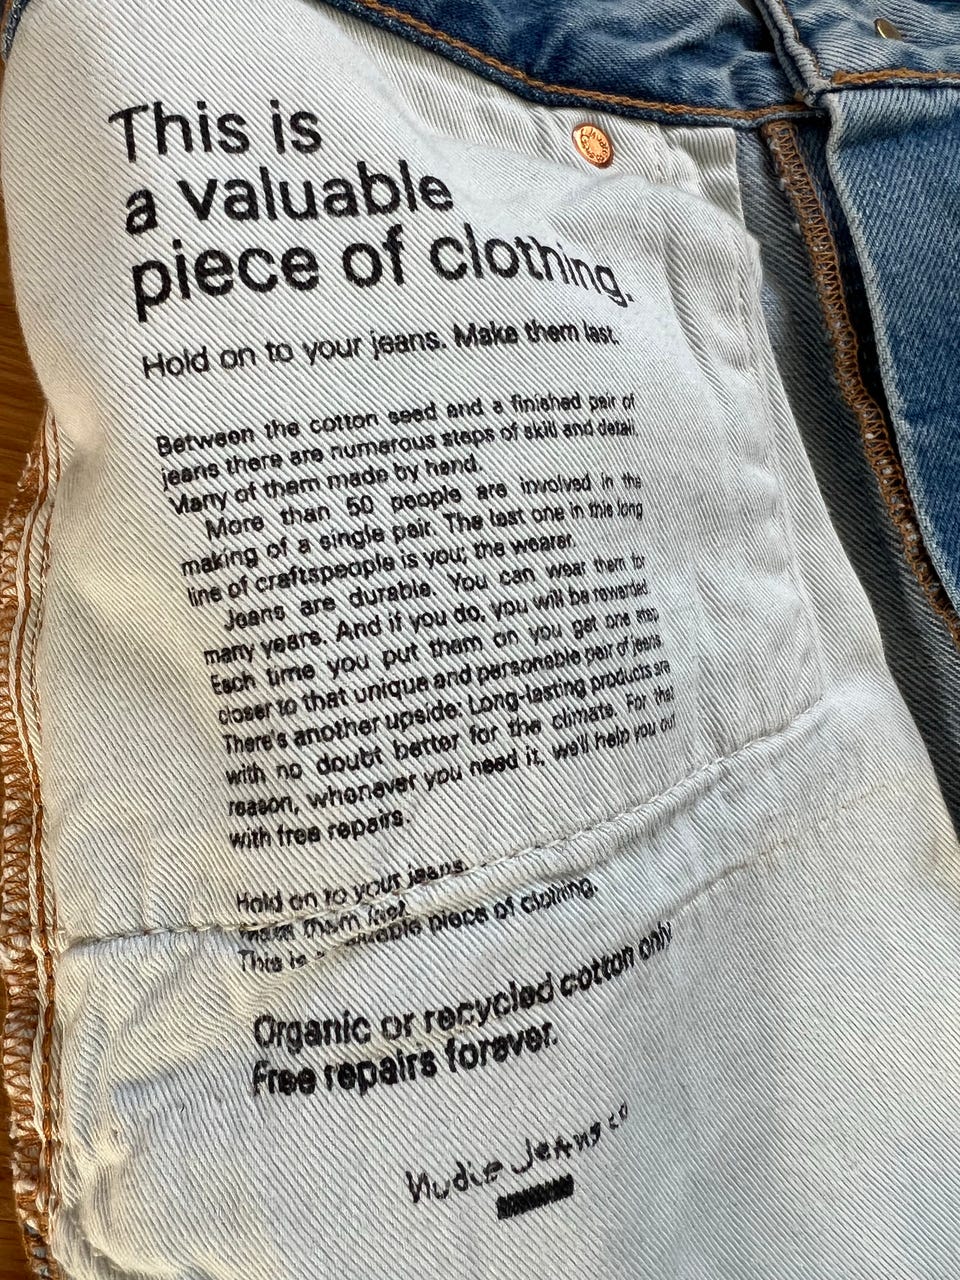 This is
a valuable
piece of clothing.
Hold on to your jeans. Make them last.
Between the cotton seed and a finished pair of
jeans there are numerous steps of skill and detail.
Many of them made by hand.
More than 50 people are involved in the
making of a single pair. The last one in this long
line of craftspeople is you; the wearer.
Jeans are durable. You can wear them for
many years. And if you do, you will be rewarded.
Each time you put them on you get one step
closer to that unique and personable pair of jeans.
There's another upside: Long-lasting products are
with no doubt better for the climate. For that
reason, whenever you need it, we'll help you out
with free repairs.
Hold on to your jeans.
Make them last.
This is a valuable piece of clothing.
Organic or recycled cotton only
Free repairs forever.
Nudie Jeans co